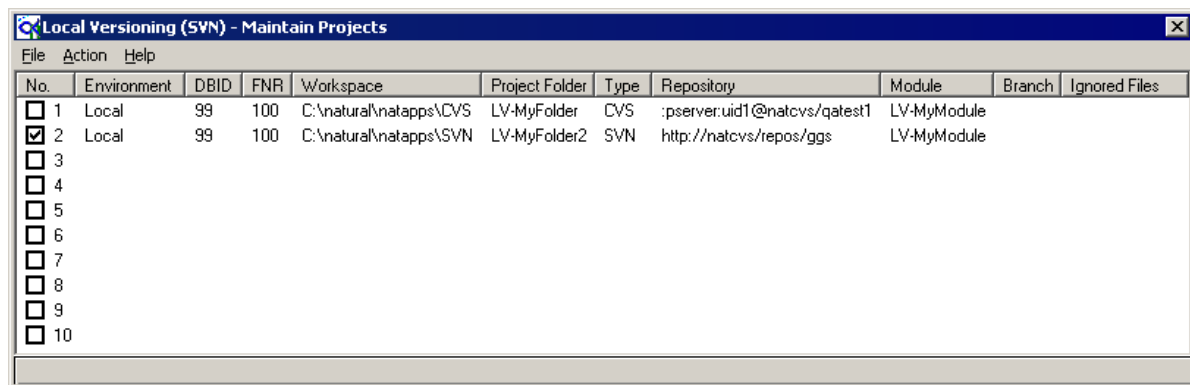 Local Versioning (SVN) - Maintain Projects
File Action Help
No. Environment DBID FNR Workspace Project Folder Type Repository Module Branch Ignored Files
1 Local 99 100 C:\natural\natapps\CVS LV-MyFolder CVS :pserver:uid1@natcvs/qatest1 LV-MyModule
2 Local 99 100 C:\natural\natapps\SVN LV-MyFolder2 SVN http://natcvs/repos/ggs LV-MyModule
3
4
5
6
7
8
9
10